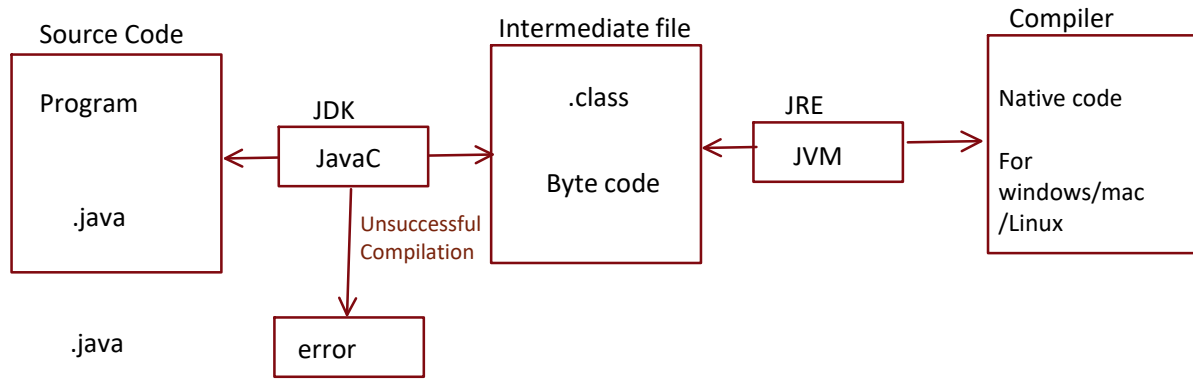 Source Code
Program
.java
.java
JDK
JavaC
Unsuccessful
Compilation
error
Intermediate file
.class
Byte code
JRE
JVM
Compiler
Native code
For
windows/mac
/Linux